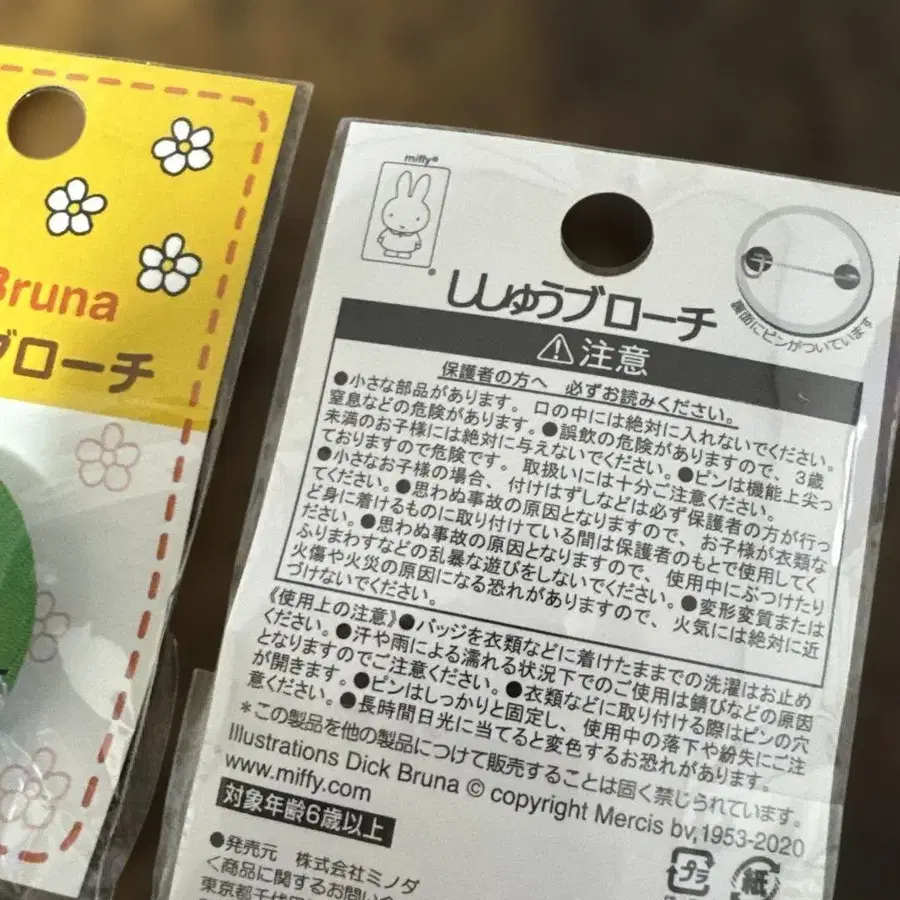 Bruna
ブローチ
miffy®
ししゅうブローチ
裏面にピンがついています
注意
保護者の方へ 必ずお読みください。
●小さな部品があります。口の中には絶対に入れないでください。
窒息などの危険があります。●誤飲の危険がありますので、3歳
未満のお子様には絶対に与えないでください。●ピンは機能上尖っ
ておりますので危険です。取扱いには十分ご注意ください。
●小さなお子様の場合、付けはずしなどは必ず保護者の方が行っ
てください。●思わぬ事故の原因となりますので、お子様が衣類な
ど身に着けるものに取り付けている間は保護者のもとで使用してく
ださい。●思わぬ事故の原因となりますので、使用中にぶつけたり
ふりまわすなどの乱暴な遊びをしないでください。●変形変質または
火傷や火災の原因になる恐れがありますので、火気には絶対に近
づけないでください。
《使用上の注意》●バッジを衣類などに着けたままでの洗濯はお止め
ください。●汗や雨による濡れる状況下でのご使用は錆びなどの原因
となりますのでご注意ください。●衣類などに取り付ける際はピンの穴
が開きます。●ピンはしっかりと固定し、使用中の落下や紛失にご注
意ください。●長時間日光に当てると変色するお恐れがあります。
＊この製品を他の製品につけて販売することは固く禁じられています。
Illustrations Dick Bruna © copyright Mercis bv,1953-2020
www.miffy.com
対象年齢6歳以上
●発売元 株式会社ミノダ
<商品に関するお問い合
東京都千代田
プラ
紙